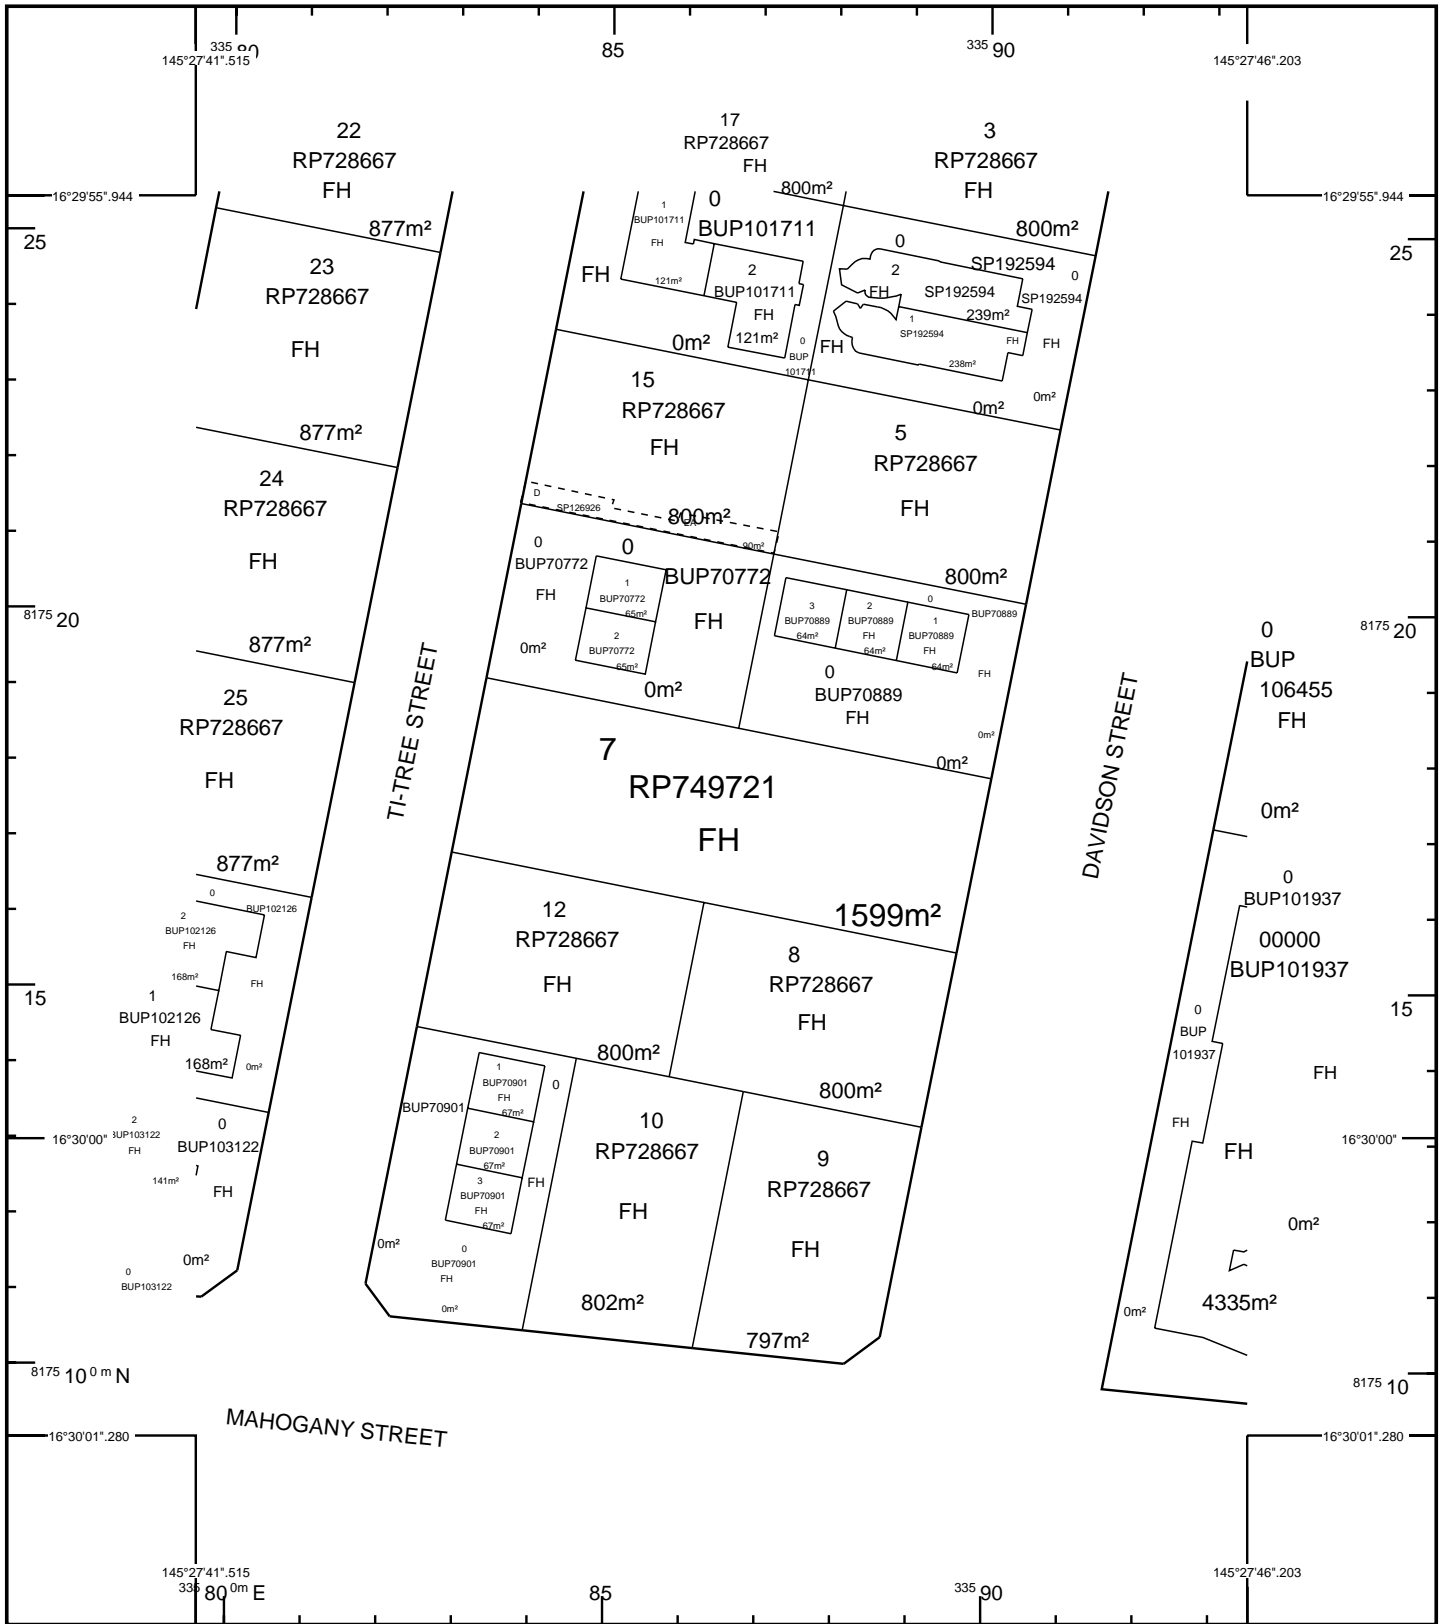 335 80
85
335 90
145°27'41".515
145°27'46".203
22
RP728667
FH
877m²
17
RP728667
FH
800m²
3
RP728667
FH
800m²
16°29'55".944
16°29'55".944
25
25
23
RP728667
FH
877m²
1
BUP101711
FH
121m²
0
BUP101711
FH
2
BUP101711
FH
121m²
0m²
0
BUP
101711
0
SP192594
0
SP192594
2
FH
SP192594
239m²
1
SP192594
FH
238m²
FH
FH
0m²
0m²
15
RP728667
FH
800m²
5
RP728667
FH
800m²
24
RP728667
FH
877m²
D
SP126926
90m²
0
BUP70772
FH
0m²
0
BUP70772
FH
0m²
1
BUP70772
65m²
2
BUP70772
65m²
3
BUP70889
64m²
2
BUP70889
FH
64m²
1
BUP70889
FH
64m²
0
BUP70889
FH
0m²
0
BUP70889
FH
0m²
8175 20
8175 20
25
RP728667
FH
877m²
TI-TREE STREET
DAVIDSON STREET
0
BUP
106455
FH
0m²
7
RP749721
FH
1599m²
0
BUP102126
FH
0m²
2
BUP102126
FH
168m²
1
BUP102126
FH
168m²
12
RP728667
FH
800m²
8
RP728667
FH
800m²
0
BUP101937
00000
BUP101937
FH
0
BUP
101937
FH
FH
0m²
4335m²
0m²
15
15
16°30'00"
16°30'00"
2
BUP103122
FH
141m²
0
BUP103122
1
FH
0m²
0
BUP103122
1
BUP70901
FH
67m²
0
BUP70901
2
BUP70901
67m²
3
BUP70901
FH
67m²
FH
0m²
0
BUP70901
FH
0m²
10
RP728667
FH
802m²
9
RP728667
FH
797m²
8175 10 0 m N
8175 10
MAHOGANY STREET
16°30'01".280
16°30'01".280
145°27'41".515
145°27'46".203
335 80 0m E
85
335 90